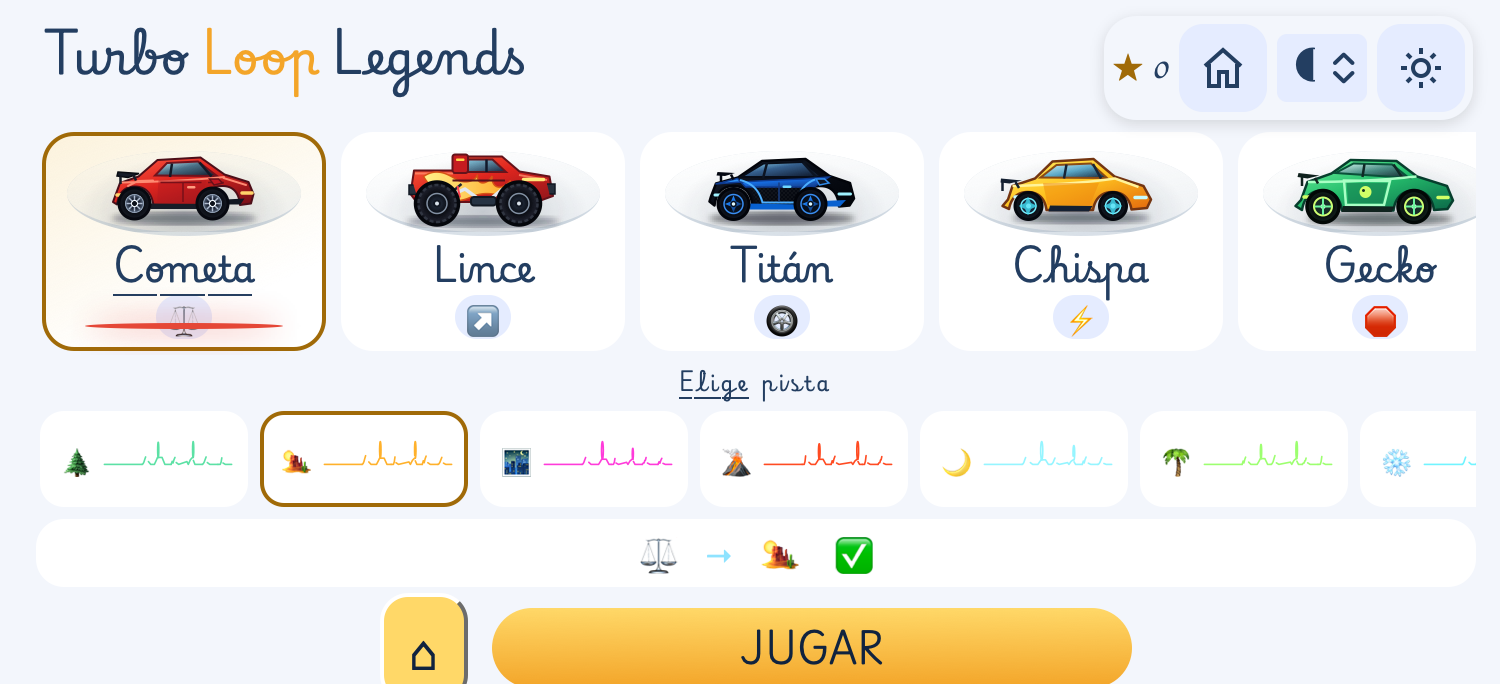 Turbo Loop Legends
0
Cometa
Lince
Titán
Chispa
Gecko
Elige pista
JUGAR